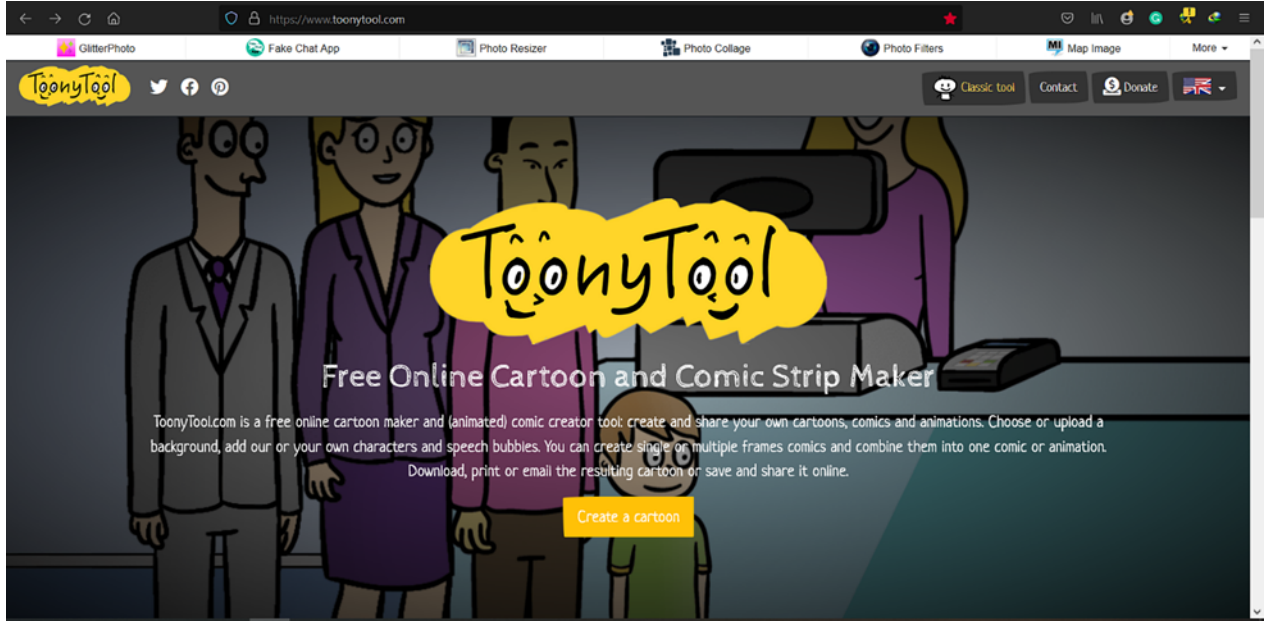 https://www.toonytool.com
GlitterPhoto
Fake Chat App
Photo Resizer
Photo Collage
Photo Filters
MI Map Image
More
ToonyTool
Classic tool
Contact
Donate
ToonyTool
Free Online Cartoon and Comic Strip Maker
ToonyTool.com is a free online cartoon maker and (animated) comic creator tool: create and share your own cartoons, comics and animations. Choose or upload a
background, add our or your own characters and speech bubbles. You can create single or multiple frames comics and combine them into one comic or animation.
Download, print or email the resulting cartoon or save and share it online.
Create a cartoon